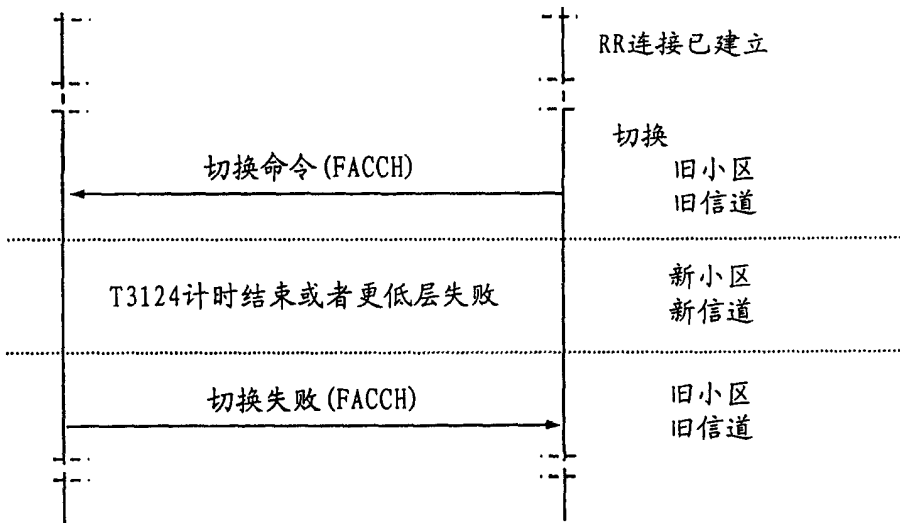 RR连接已建立
切换
切换命令(FACCH)
旧小区
旧信道
T3124计时结束或者更低层失败
新小区
新信道
切换失败(FACCH)
旧小区
旧信道